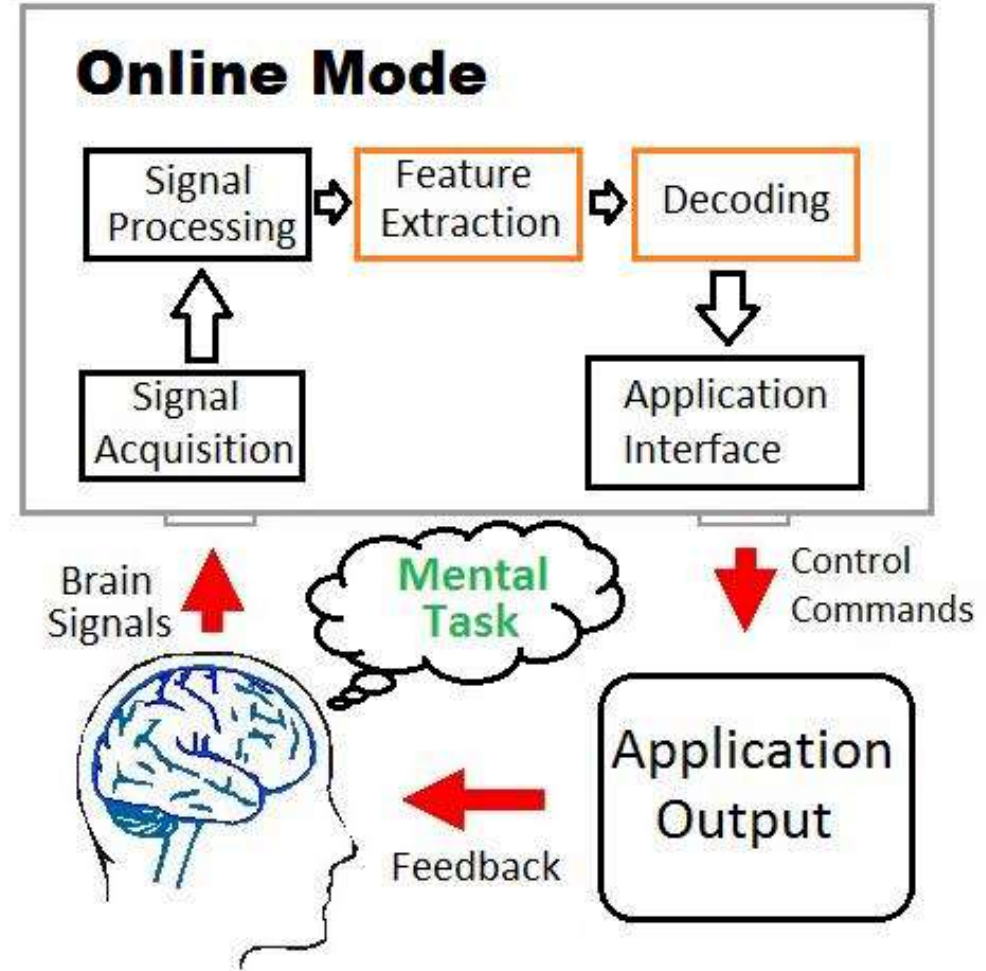 Online Mode
Signal
Processing
Feature
Extraction
Decoding
Signal
Acquisition
Application
Interface
Brain
Signals
Mental
Task
Control
Commands
Application
Output
Feedback